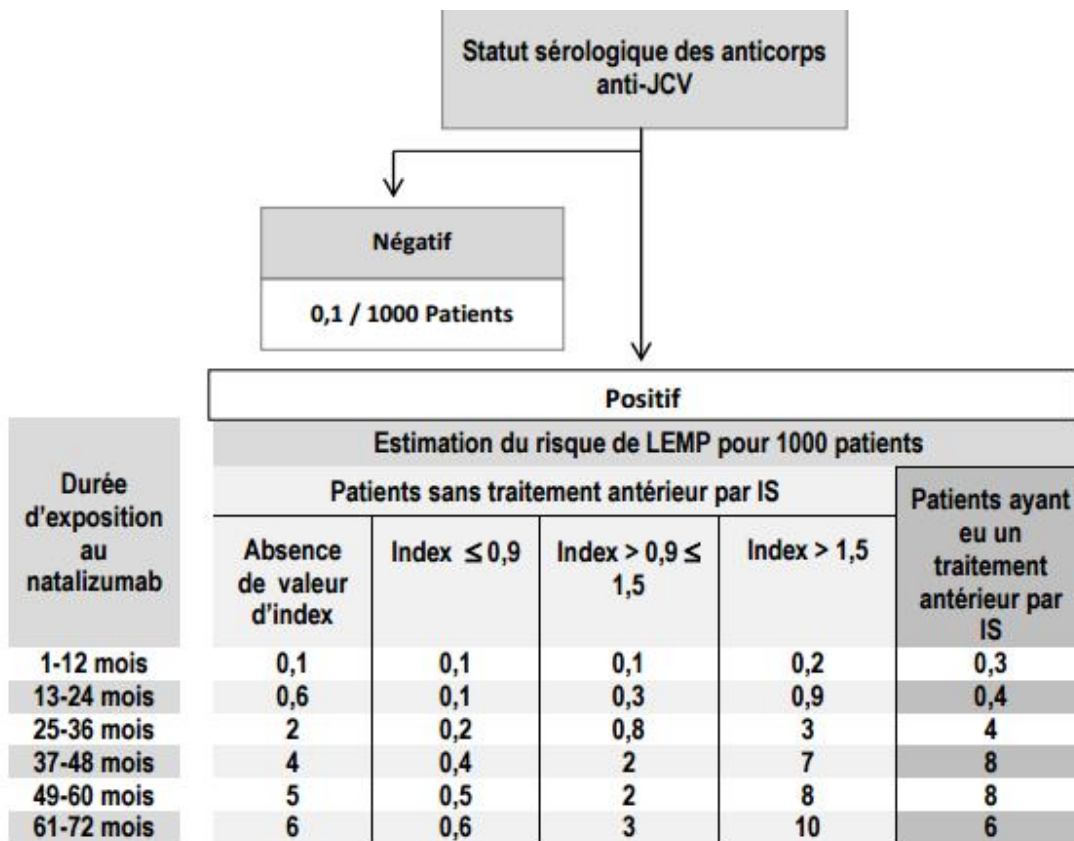 Statut sérologique des anticorps
anti-JCV
Négatif
0,1 / 1000 Patients
Positif
Estimation du risque de LEMP pour 1000 patients
Durée
d'exposition
au
natalizumab
Patients sans traitement antérieur par IS
Patients ayant
eu un
traitement
antérieur par
IS
Absence
de valeur
d'index
Index ≤ 0,9
Index > 0,9 ≤
1,5
Index > 1,5
1-12 mois 0,1 0,1 0,1 0,2 0,3
13-24 mois 0,6 0,1 0,3 0,9 0,4
25-36 mois 2 0,2 0,8 3 4
37-48 mois 4 0,4 2 7 8
49-60 mois 5 0,5 2 8 8
61-72 mois 6 0,6 3 10 6